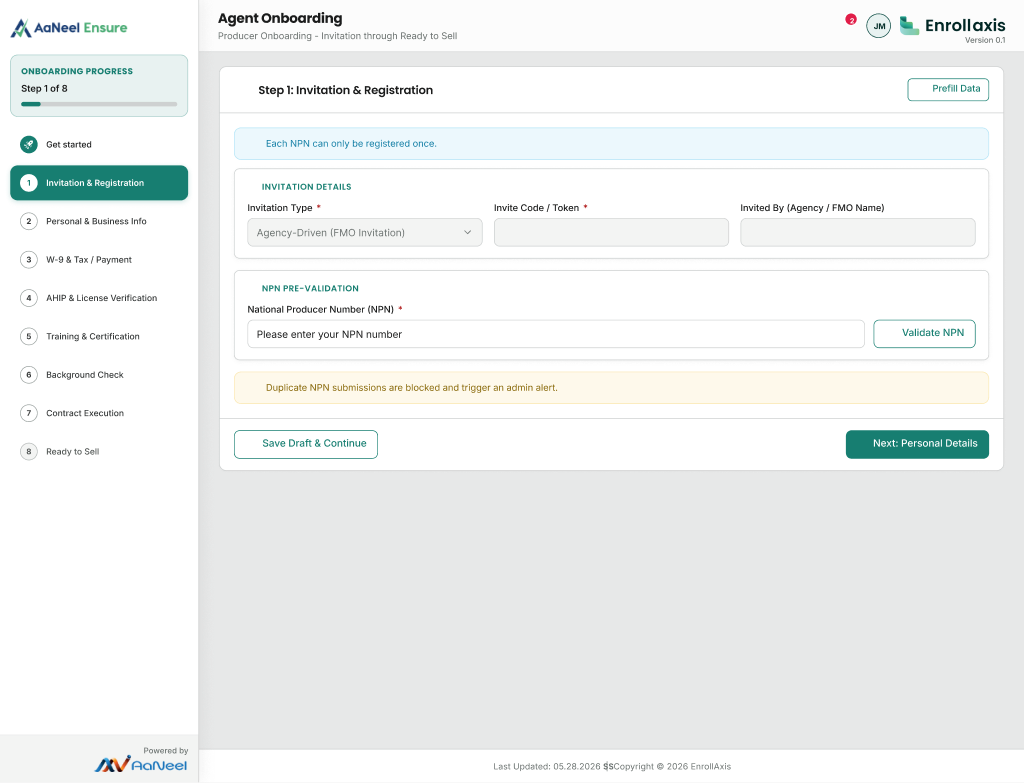 AaNeel Ensure
ONBOARDING PROGRESS
Step 1 of 8
Get started
1 Invitation & Registration
2 Personal & Business Info
3 W-9 & Tax / Payment
4 AHIP & License Verification
5 Training & Certification
6 Background Check
7 Contract Execution
8 Ready to Sell
Powered by
AaNeel
Agent Onboarding
Producer Onboarding - Invitation through Ready to Sell
2
JM
Enrollaxis
Version 0.1
Step 1: Invitation & Registration
Prefill Data
Each NPN can only be registered once.
INVITATION DETAILS
Invitation Type * Invite Code / Token * Invited By (Agency / FMO Name)
Agency-Driven (FMO Invitation)
NPN PRE-VALIDATION
National Producer Number (NPN) *
Please enter your NPN number Validate NPN
Duplicate NPN submissions are blocked and trigger an admin alert.
Save Draft & Continue Next: Personal Details
Last Updated: 05.28.2026 $SCopyright © 2026 EnrollAxis